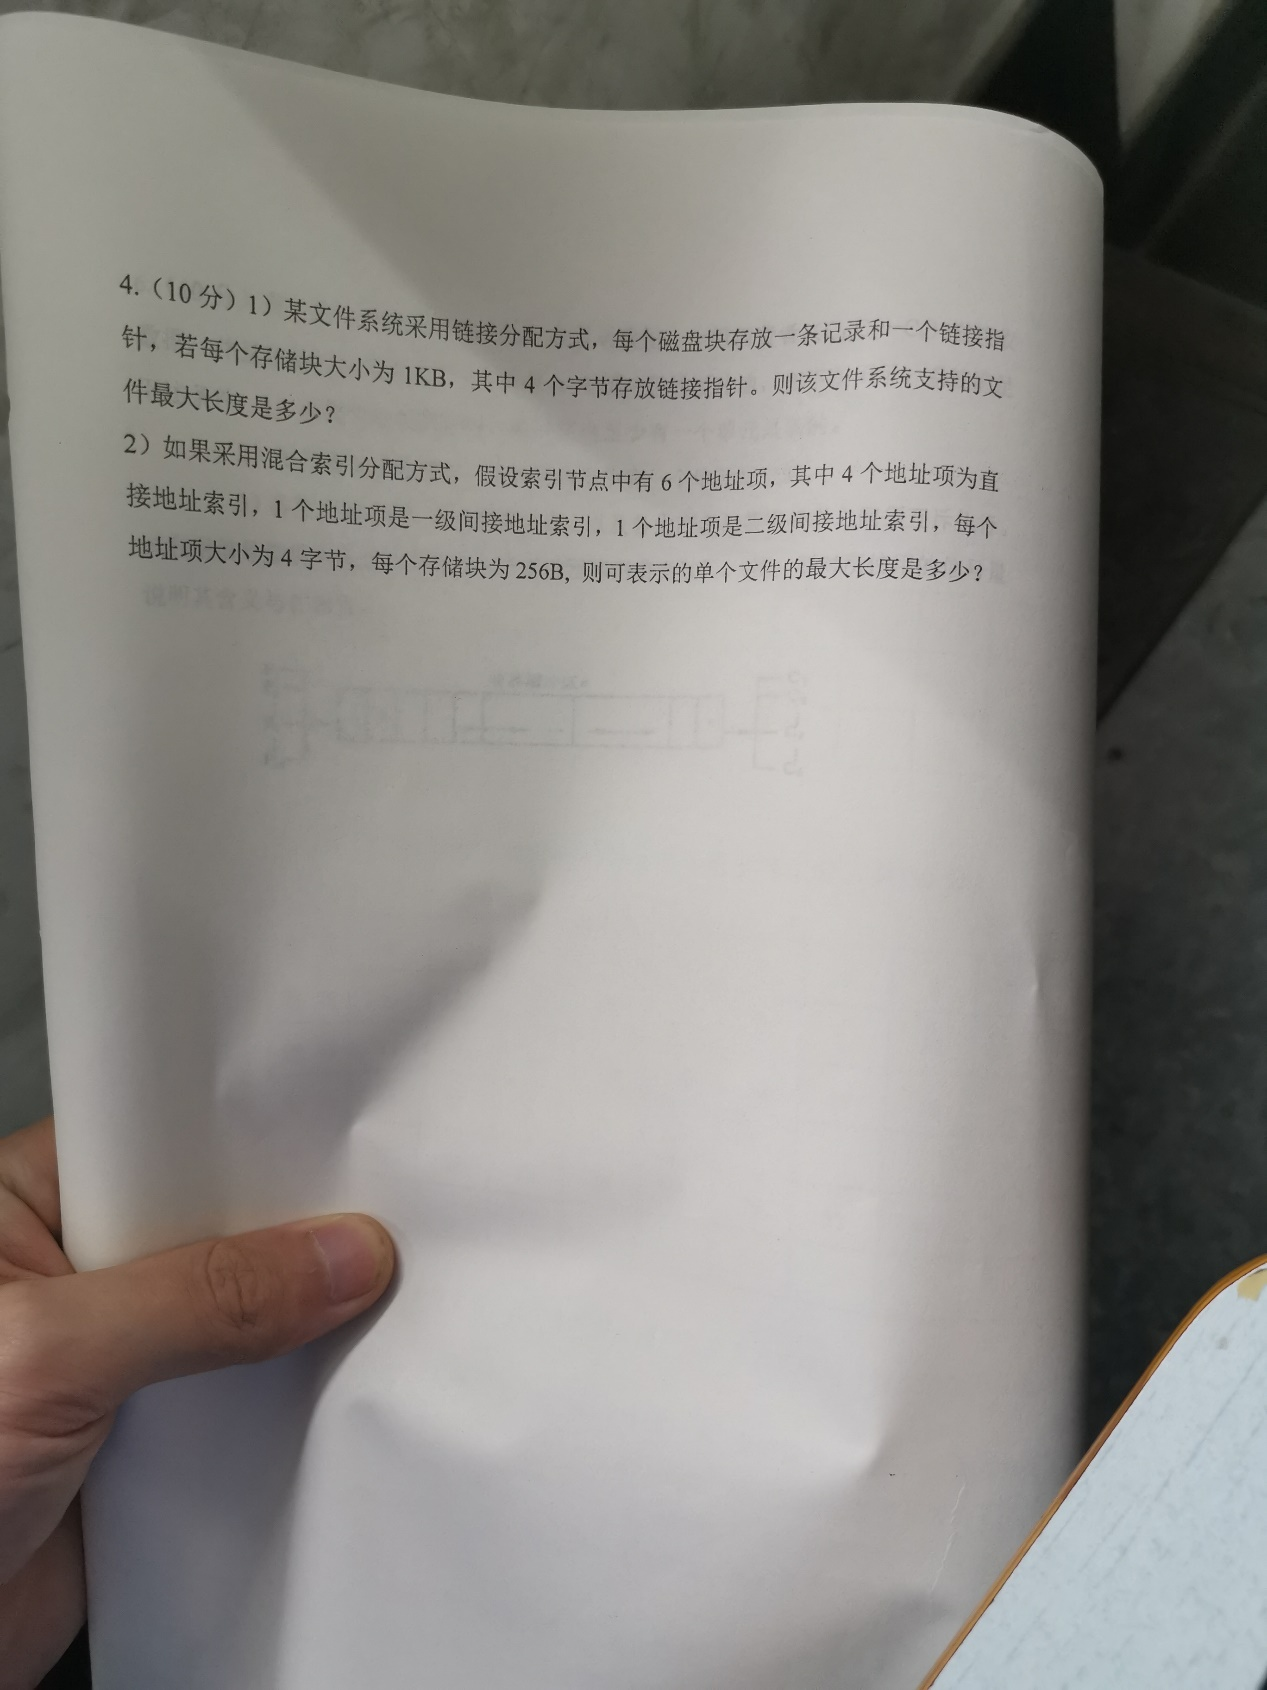 4.（10 分）1）某文件系统采用链接分配方式，每个磁盘块存放一条记录和一个链接指
针，若每个存储块大小为 1KB，其中 4 个字节存放链接指针。则该文件系统支持的文
件最大长度是多少？
2）如果采用混合索引分配方式，假设索引节点中有 6 个地址项，其中 4 个地址项为直
接地址索引，1 个地址项是一级间接地址索引，1 个地址项是二级间接地址索引，每个
地址项大小为 4 字节，每个存储块为 256B, 则可表示的单个文件的最大长度是多少？